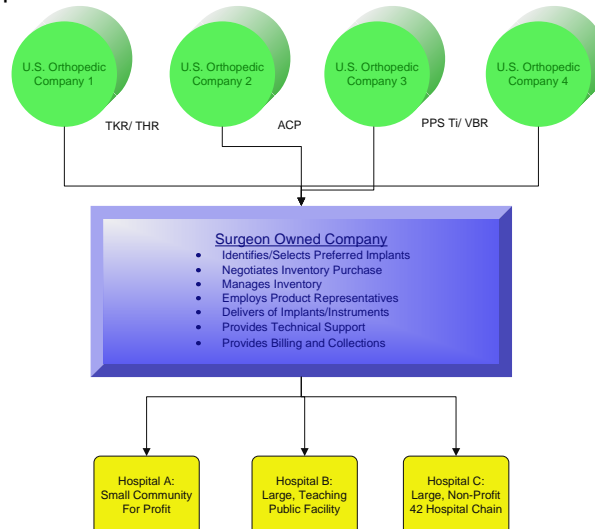 U.S. Orthopedic
Company 1
U.S. Orthopedic
Company 2
U.S. Orthopedic
Company 3
U.S. Orthopedic
Company 4
TKR/ THR
ACP
PPS Ti/ VBR
Surgeon Owned Company
• Identifies/Selects Preferred Implants
• Negotiates Inventory Purchase
• Manages Inventory
• Employs Product Representatives
• Delivers of Implants/Instruments
• Provides Technical Support
• Provides Billing and Collections
Hospital A:
Small Community
For Profit
Hospital B:
Large, Teaching
Public Facility
Hospital C:
Large, Non-Profit
42 Hospital Chain